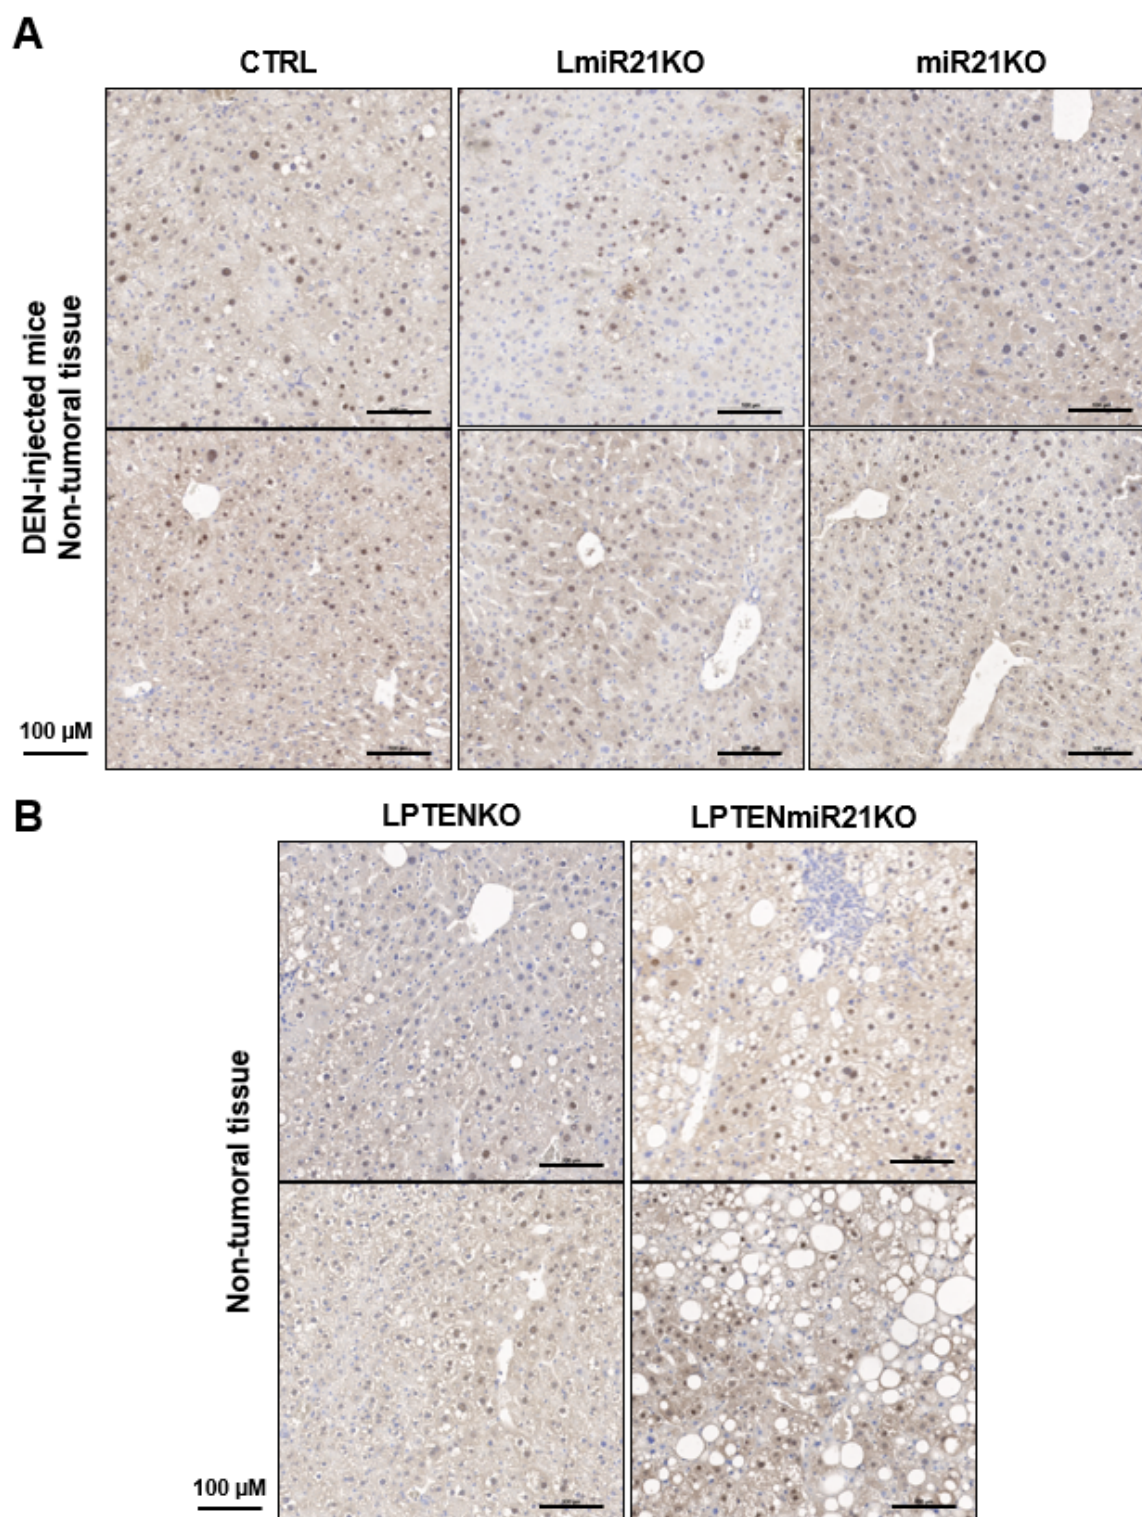 A
CTRL
LmiR21KO
miR21KO
DEN-injected mice
Non-tumoral tissue
100 µM
B
LPTENKO
LPTENmiR21KO
Non-tumoral tissue
100 µM